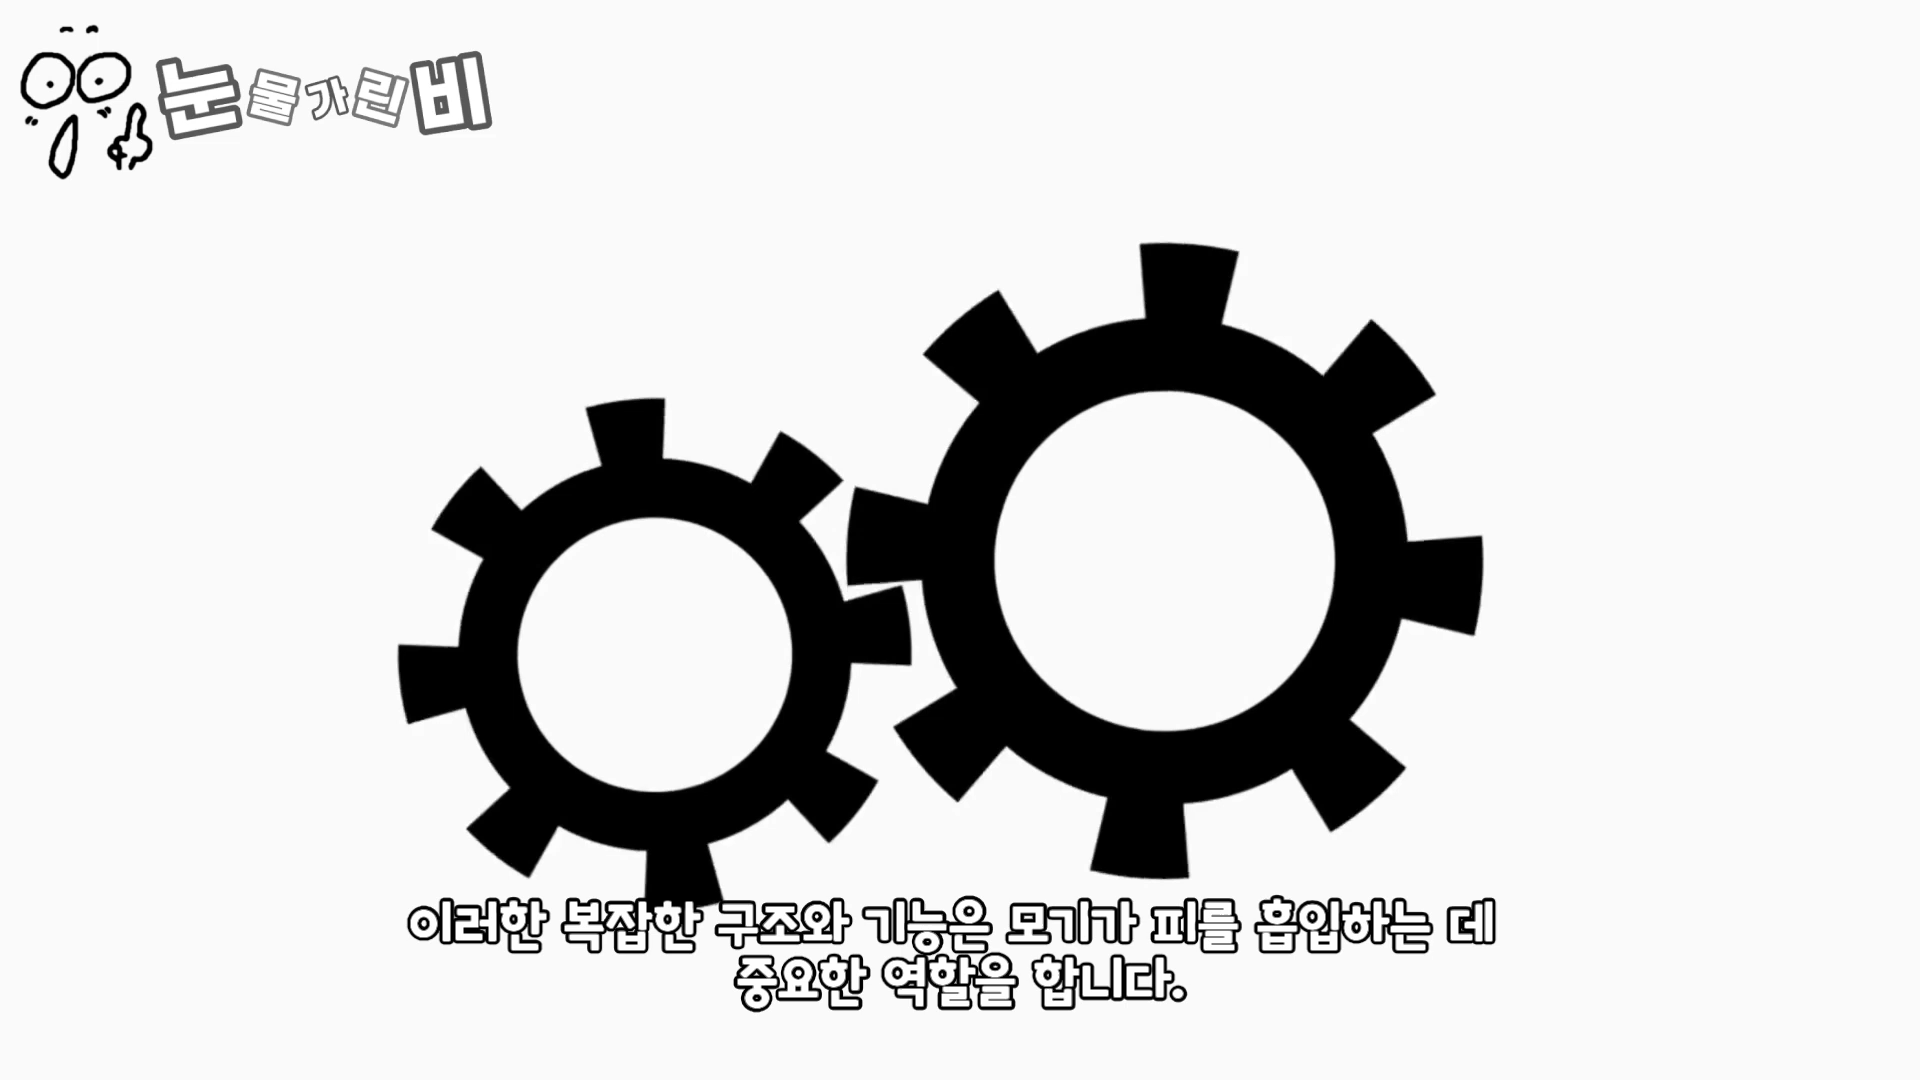 눈물가린비
이러한 복잡한 구조와 기능은 모기가 피를 흡입하는 데
중요한 역할을 합니다.